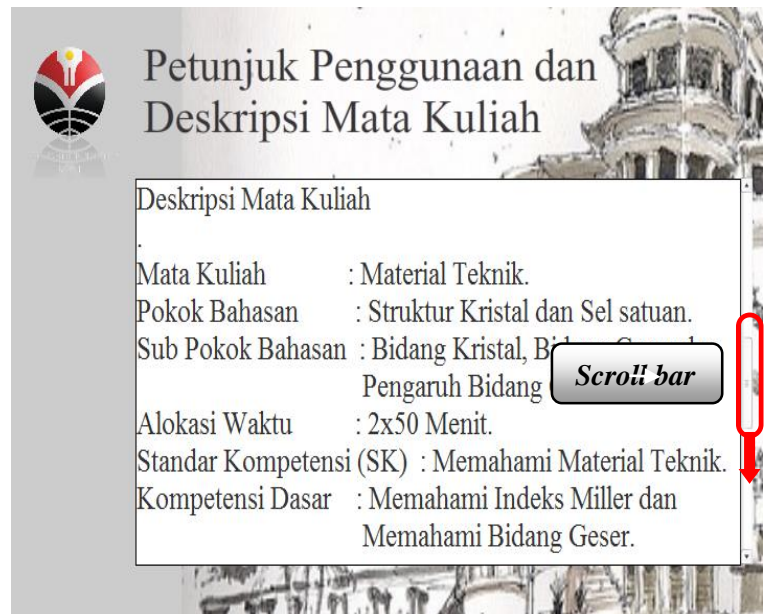 Petunjuk Penggunaan dan
Deskripsi Mata Kuliah
Deskripsi Mata Kuliah
.
Mata Kuliah : Material Teknik.
Pokok Bahasan : Struktur Kristal dan Sel satuan.
Sub Pokok Bahasan : Bidang Kristal,
Pengaruh Bidang
Scroll bar
Alokasi Waktu : 2x50 Menit.
Standar Kompetensi (SK) : Memahami Material Teknik.
Kompetensi Dasar : Memahami Indeks Miller dan
Memahami Bidang Geser.